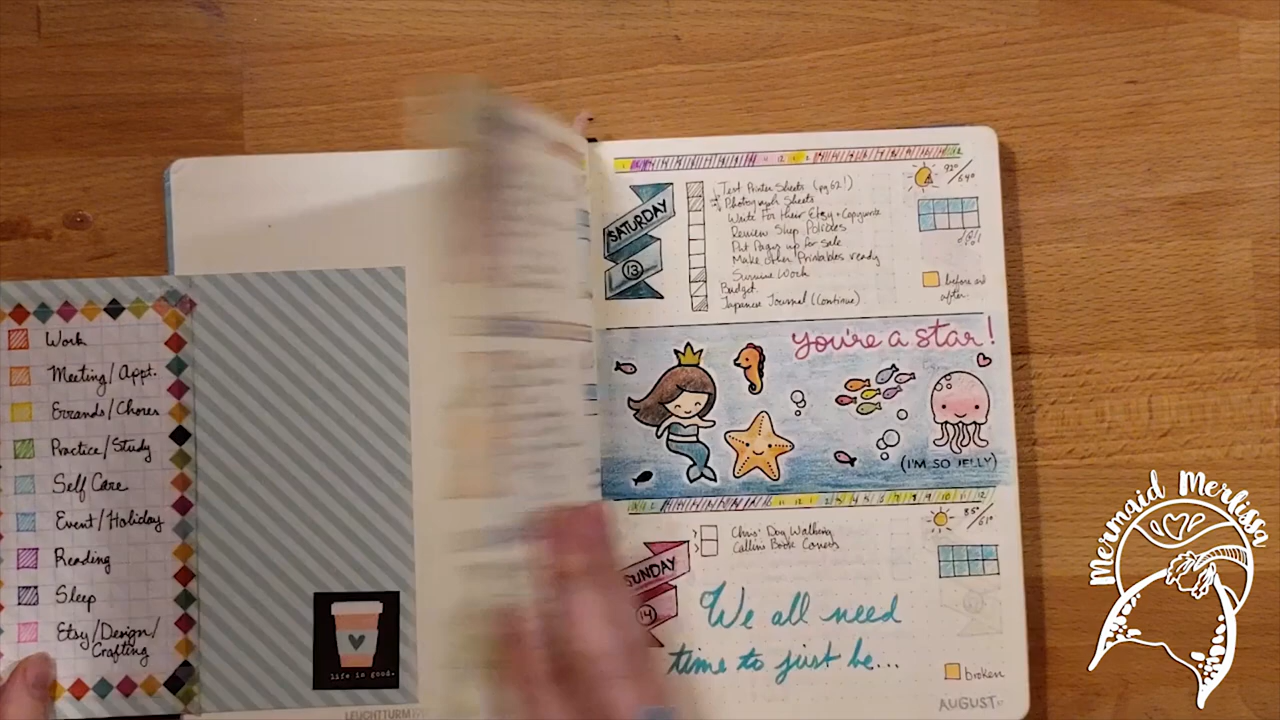 Work
Meeting/Appt.
Errands/Chores
Practice/Study
Self Care
Event/Holiday
Reading
Sleep
Etsy/Design/
Crafting
life is good.
LEUCHTTURM
SATURDAY
13
Test Printer Sheets (pg 62!)
Photograph Sheets
Write For their Etsy + Copywrite
Review Shop Policies
Put Pages up for sale
Make other Printables ready
Survive Work
Budget
Japanese Journal (Continue)
92°/64°
before and
after
you're a star!
(I'M SO JELLY)
SUNDAY
14
Chris' Dog Walking
Callin's Book Corners
85°/61°
We all need
time to just be...
broken
AUGUST
Mermaid Merlissa